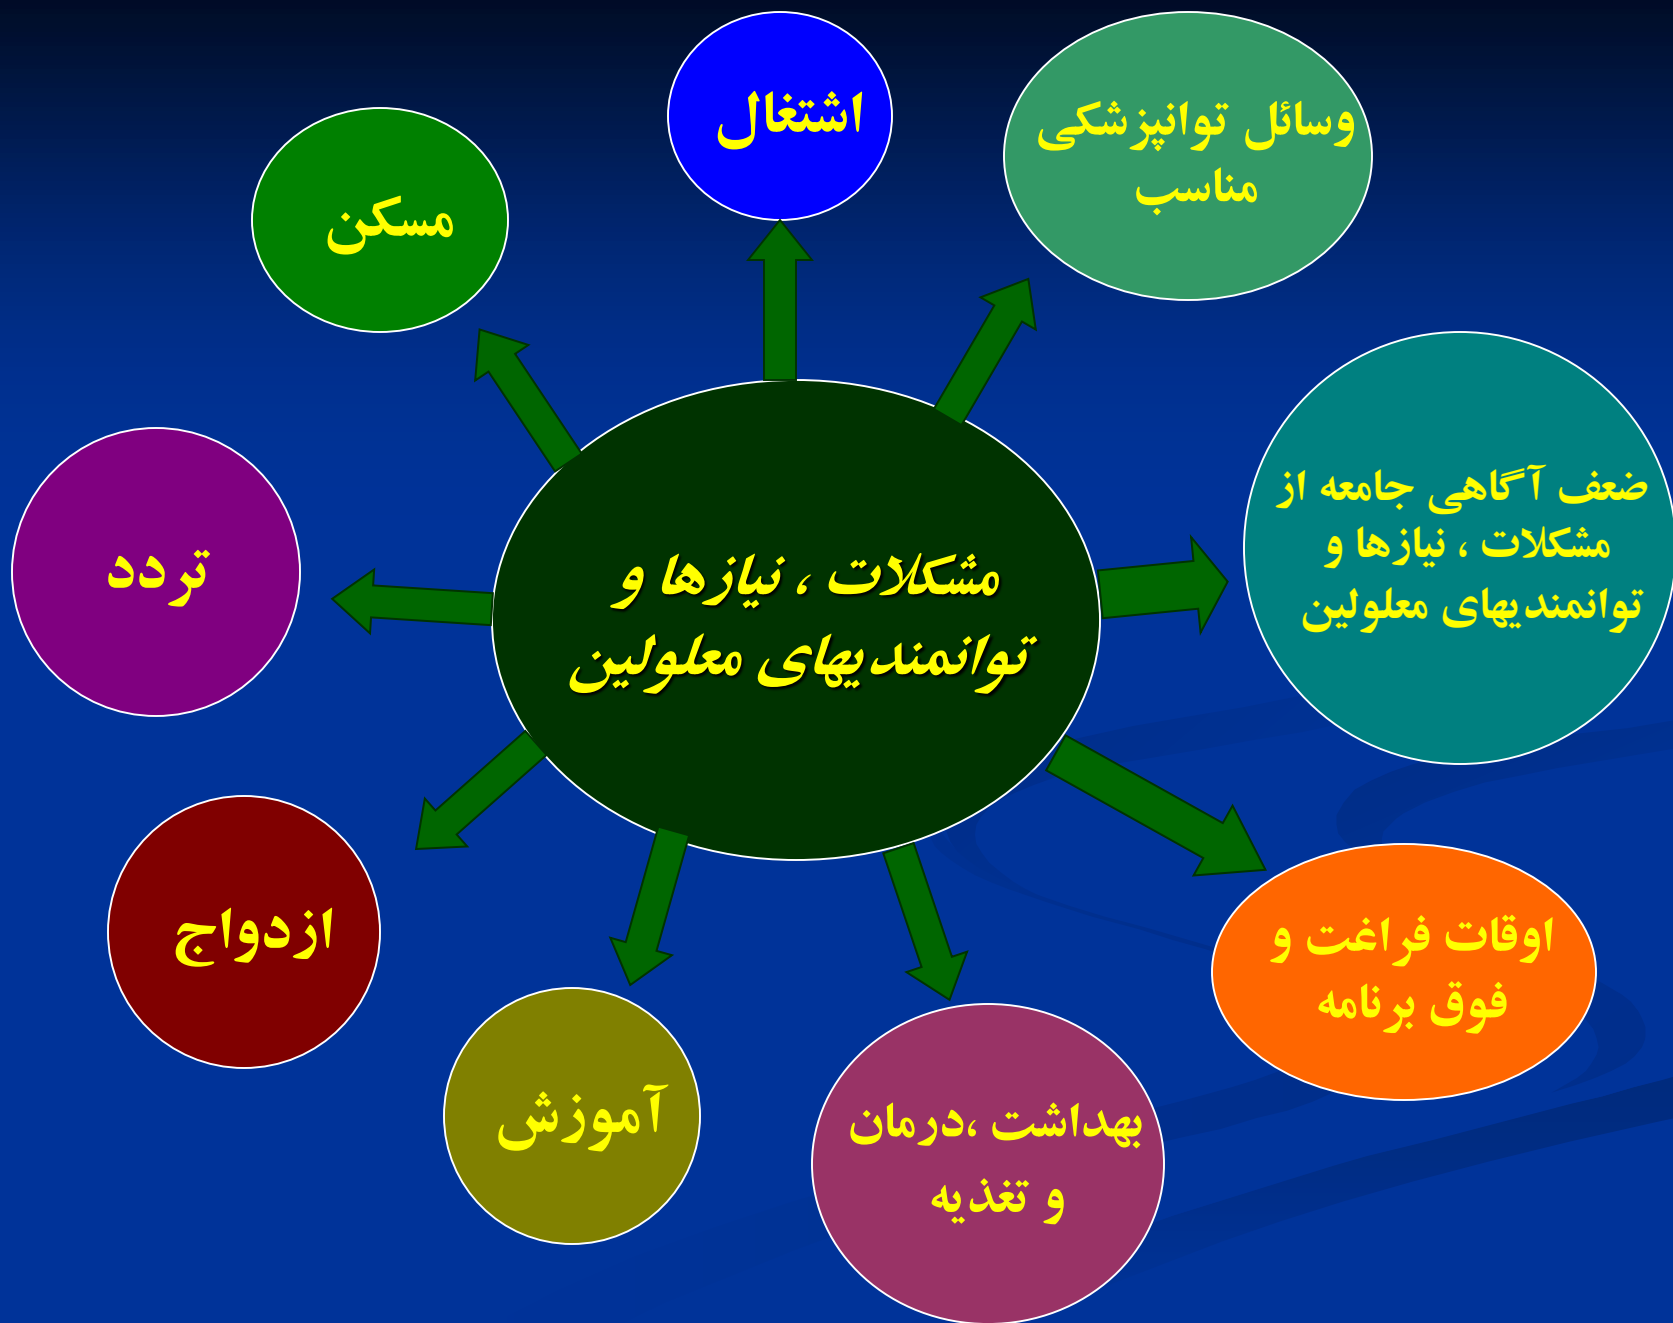 اشتغال
وسائل توانپزشکی
مناسب
مسکن
ضعف آگاهی جامعه از
مشکلات ، نیازها و
توانمندیهای معلولین
تردد
مشکلات ، نیازها و
توانمندیهای معلولین
ازدواج
اوقات فراغت و
فوق برنامه
آموزش
بهداشت ،درمان
و تغذیه